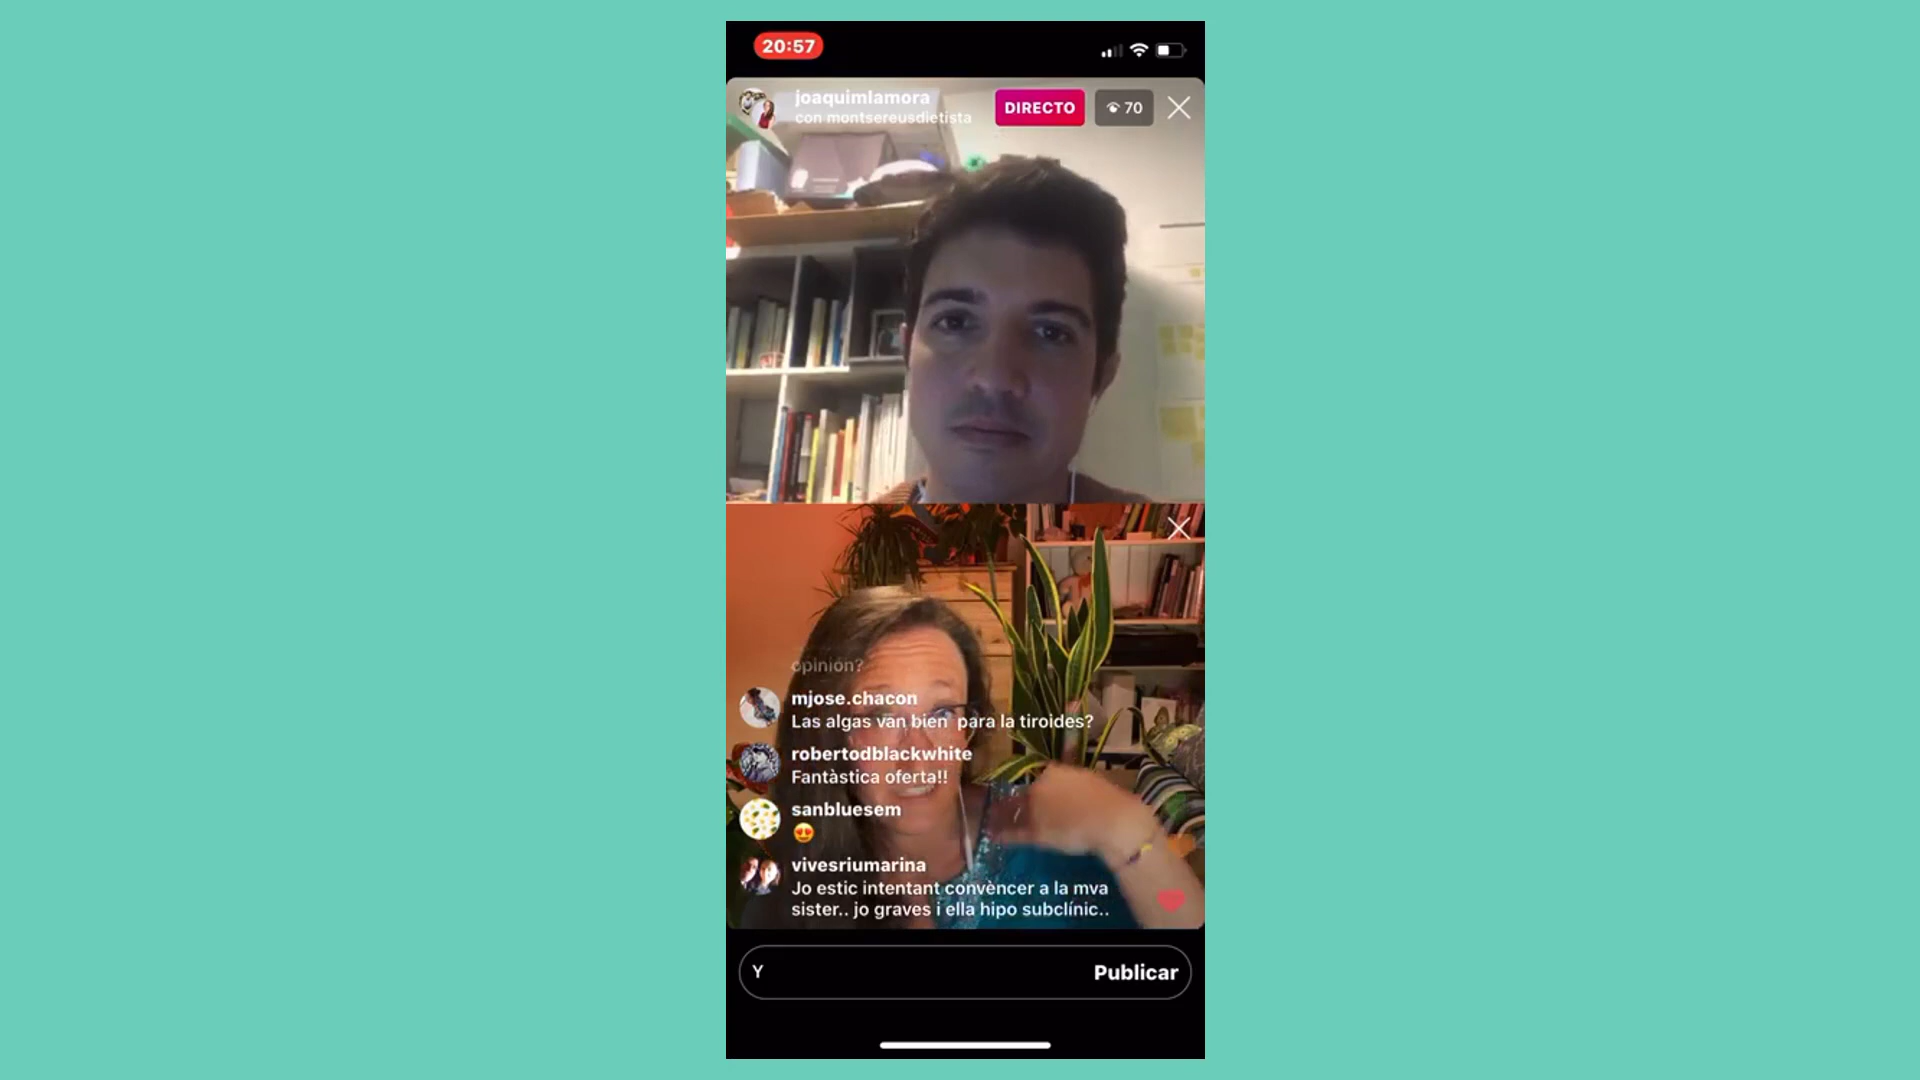 20:57
joaquimlamora
con montsereusdietista
DIRECTO
70
opinión?
mjose.chacon
Las algas van bien para la tiroides?
robertodblackwhite
Fantàstica oferta!!
sanbluesem
😍
vivesriumarina
Jo estic intentant convèncer a la mva
sister.. jo graves i ella hipo subclínic..
Y
Publicar